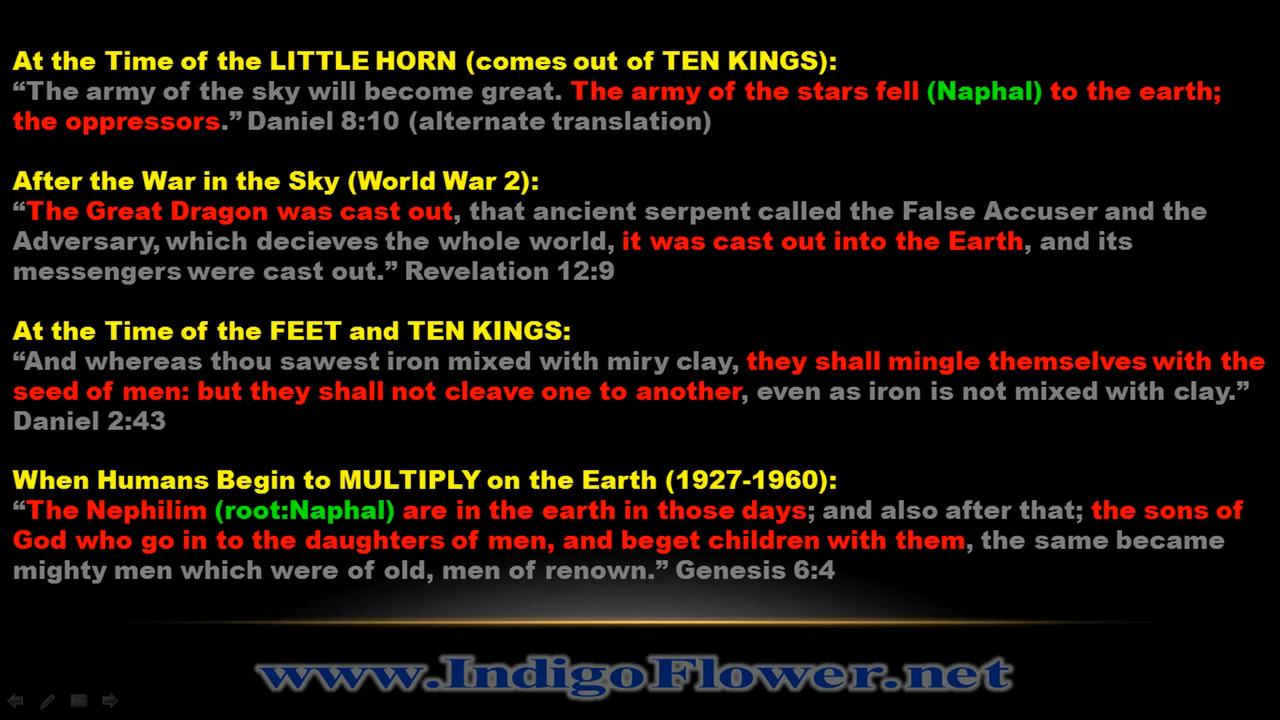 At the Time of the LITTLE HORN (comes out of TEN KINGS):
“The army of the sky will become great. The army of the stars fell (Naphal) to the earth;
the oppressors.” Daniel 8:10 (alternate translation)
After the War in the Sky (World War 2):
“The Great Dragon was cast out, that ancient serpent called the False Accuser and the
Adversary, which decieves the whole world, it was cast out into the Earth, and its
messengers were cast out.” Revelation 12:9
At the Time of the FEET and TEN KINGS:
“And whereas thou sawest iron mixed with miry clay, they shall mingle themselves with the
seed of men: but they shall not cleave one to another, even as iron is not mixed with clay.”
Daniel 2:43
When Humans Begin to MULTIPLY on the Earth (1927-1960):
“The Nephilim (root:Naphal) are in the earth in those days; and also after that; the sons of
God who go in to the daughters of men, and beget children with them, the same became
mighty men which were of old, men of renown.” Genesis 6:4
www.IndigoFlower.net